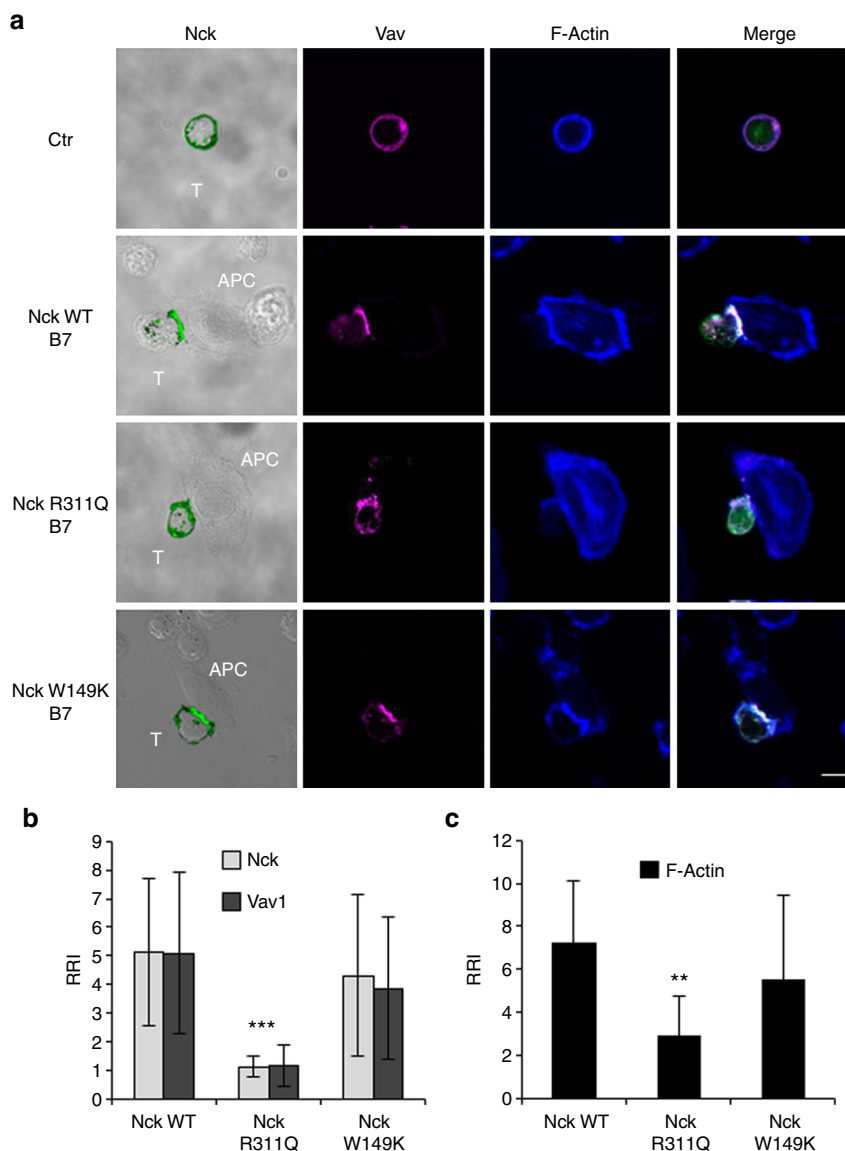 a
Nck Vav F-Actin Merge
Ctr
T
Nck WT
B7
APC
T
Nck R311Q
B7
APC
T
Nck W149K
B7
APC
T
b
RRI
9
8
7
6
5
4
3
2
1
0
Nck
Vav1
***
Nck WT
Nck
R311Q
Nck
W149K
c
RRI
12
10
8
6
4
2
0
F-Actin
**
Nck WT
Nck
R311Q
Nck
W149K